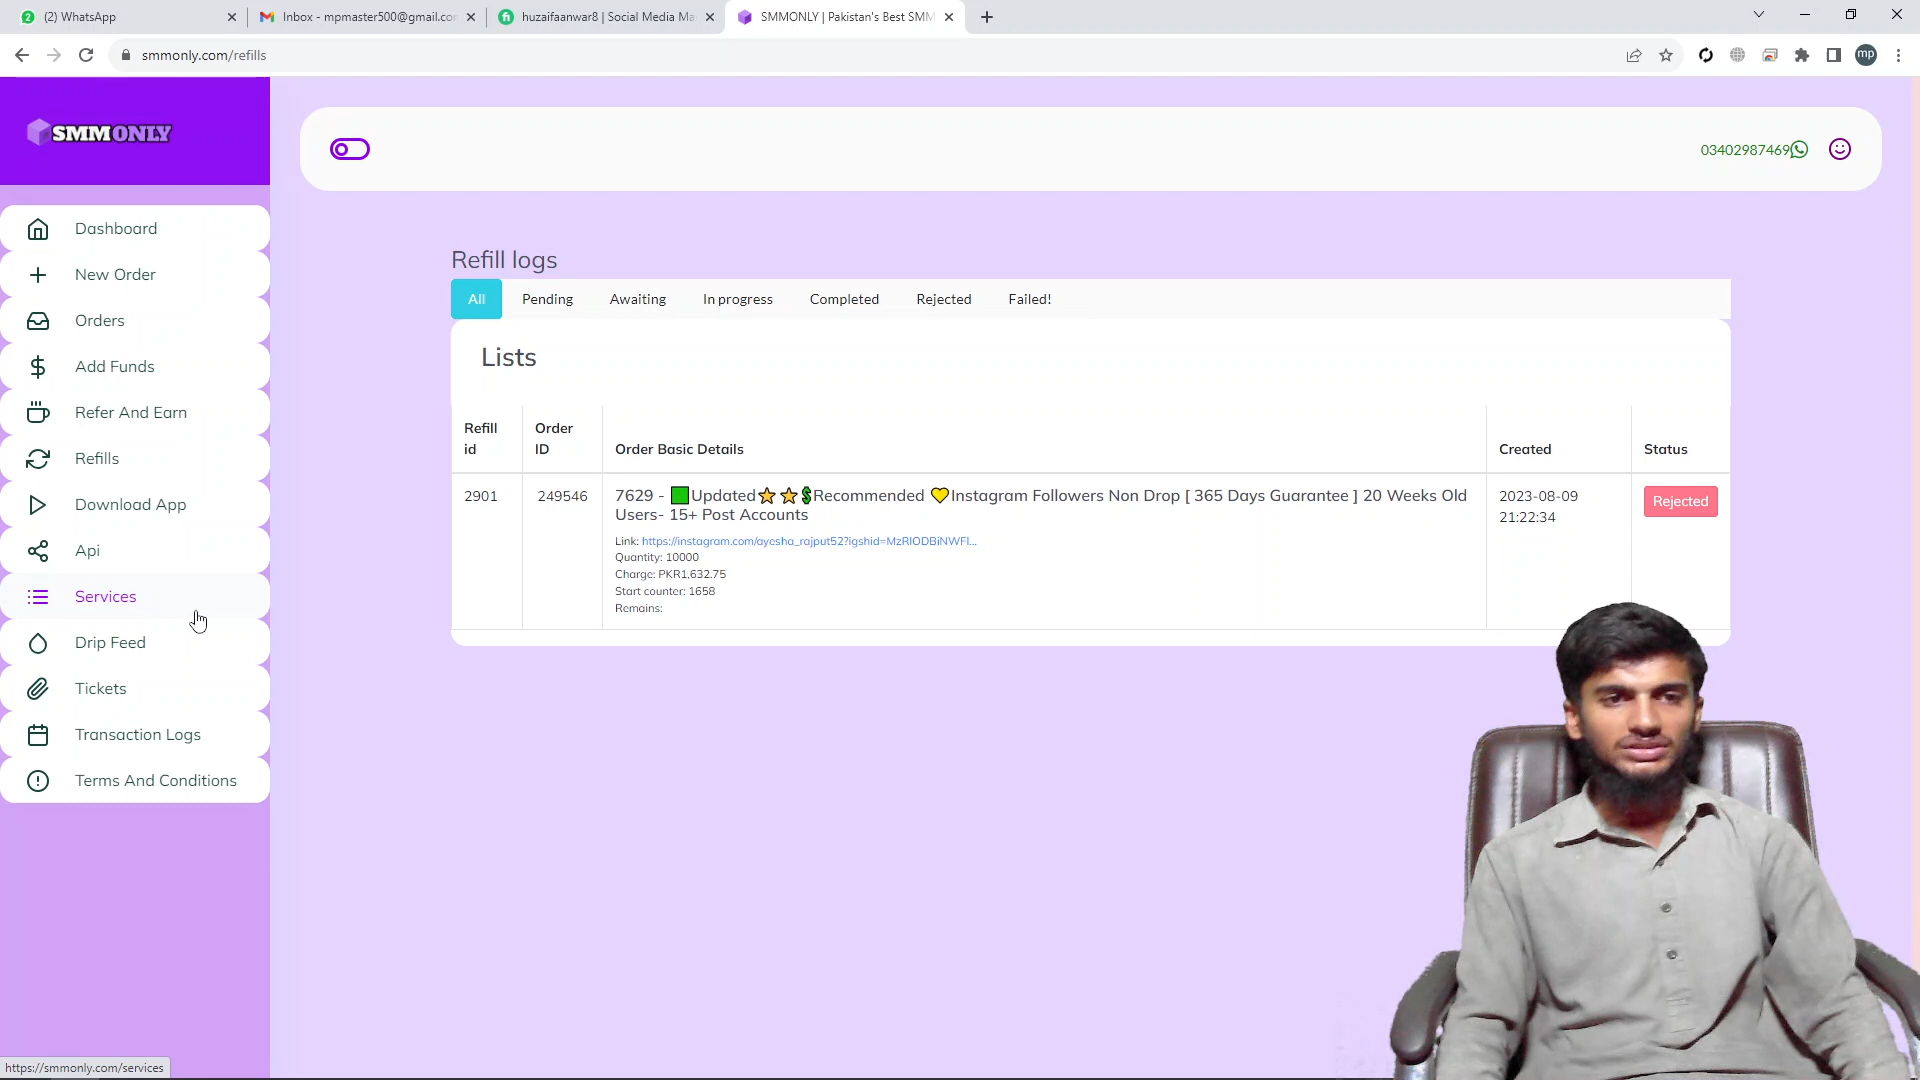 (2) WhatsApp
Inbox - mpmaster500@gmail.com
huzaifaanwar8 | Social Media Ma
SMMONLY | Pakistan's Best SMM
smmonly.com/refills
mp
SMMONLY
03402987469
Dashboard
New Order
Orders
Add Funds
Refer And Earn
Refills
Download App
Api
Services
Drip Feed
Tickets
Transaction Logs
Terms And Conditions
Refill logs
All Pending Awaiting In progress Completed Rejected Failed!
Lists
Refill id Order ID Order Basic Details Created Status
2901 249546 7629 - 🟩Updated⭐⭐💲Recommended 💛Instagram Followers Non Drop [ 365 Days Guarantee ] 20 Weeks Old
Users- 15+ Post Accounts
Link: https://instagram.com/ayesha_rajput52?igshid=MzRlODBiNWFl...
Quantity: 10000
Charge: PKR1,632.75
Start counter: 1658
Remains:
2023-08-09
21:22:34
Rejected
https://smmonly.com/services